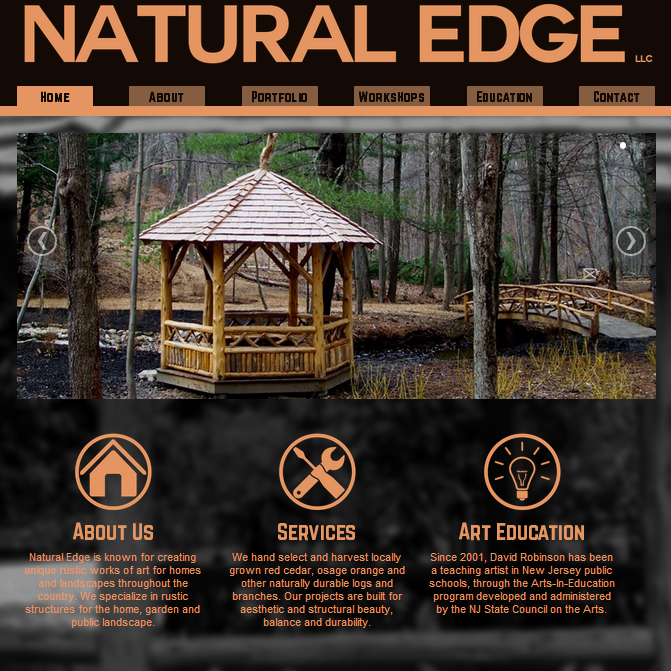 NATURAL EDGE LLC
HOME ABOUT PORTFOLIO WORKSHOPS EDUCATION CONTACT
ABOUT US
Natural Edge is known for creating
unique rustic works of art for homes
and landscapes throughout the
country. We specialize in rustic
structures for the home, garden and
public landscape.
SERVICES
We hand select and harvest locally
grown red cedar, osage orange and
other naturally durable logs and
branches. Our projects are built for
aesthetic and structural beauty,
balance and durability.
ART EDUCATION
Since 2001, David Robinson has been
a teaching artist in New Jersey public
schools, through the Arts-In-Education
program developed and administered
by the NJ State Council on the Arts.